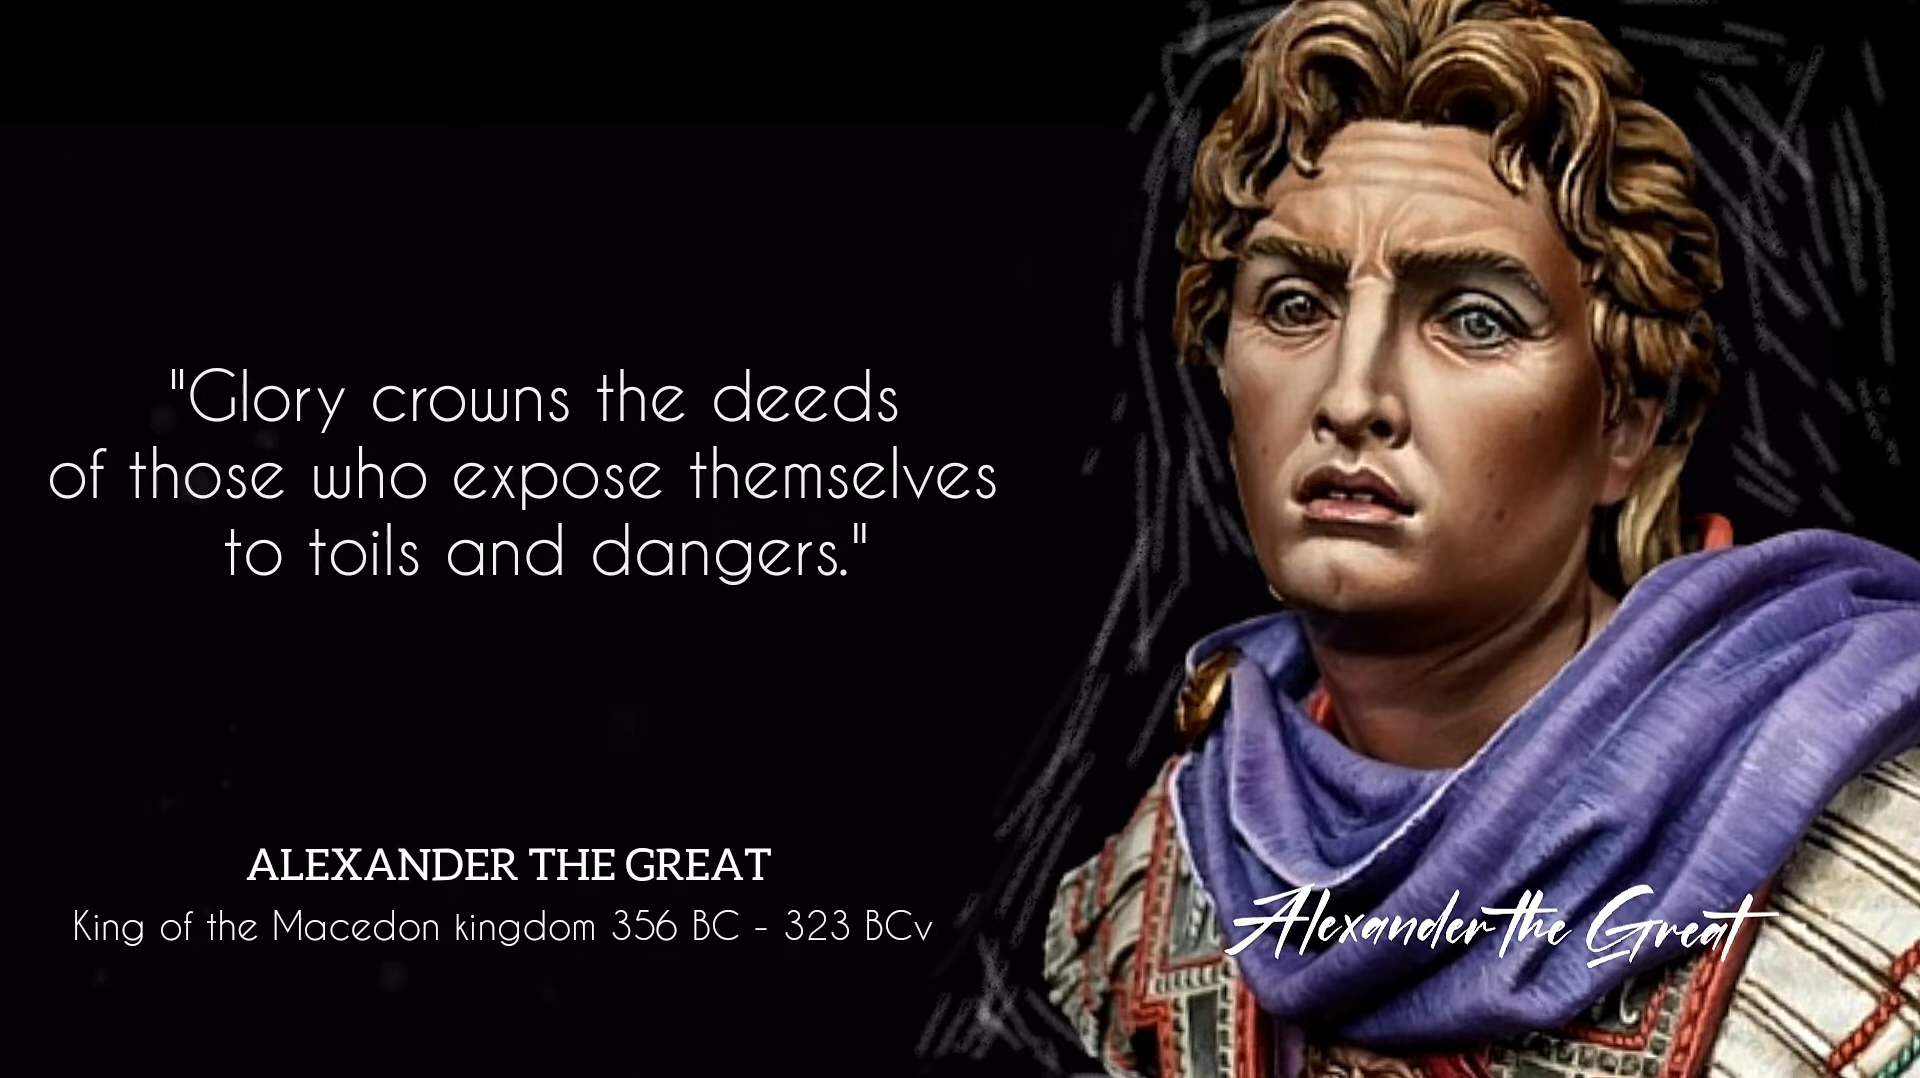 "Glory crowns the deeds
of those who expose themselves
to toils and dangers."
ALEXANDER THE GREAT
King of the Macedon kingdom 356 BC - 323 BCv
Alexander the Great